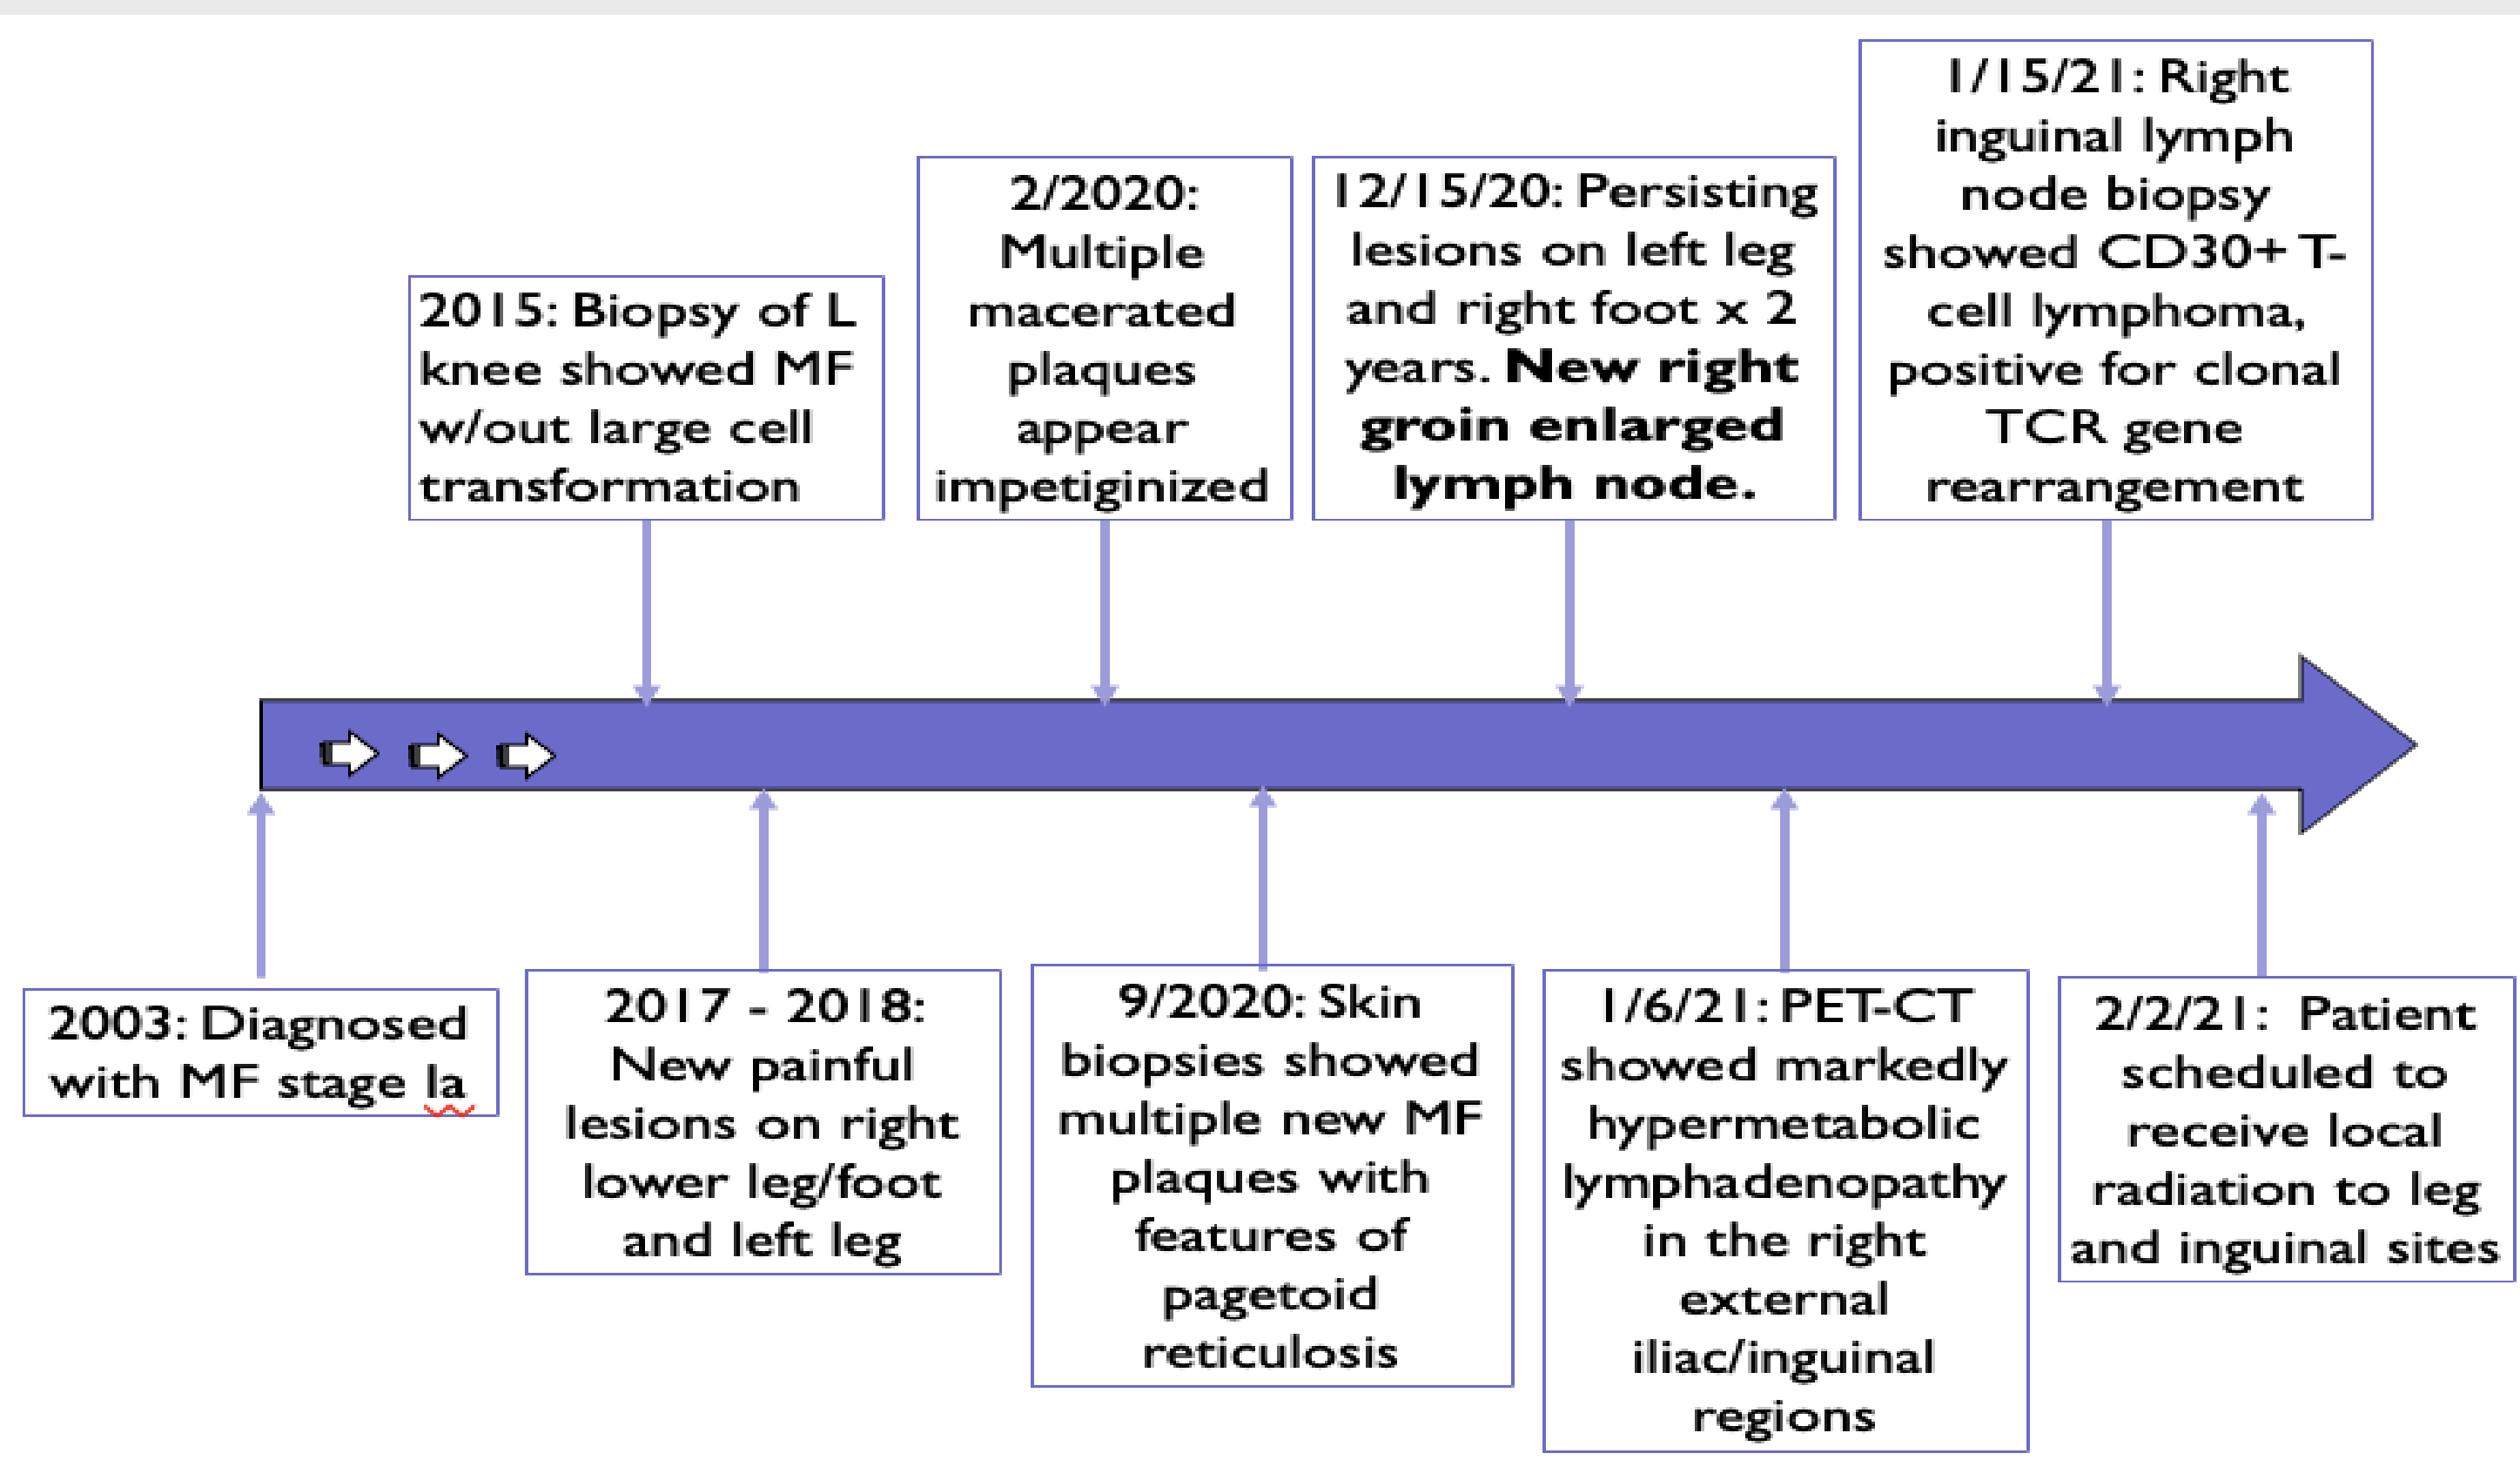 2003: Diagnosed
with MF stage Ia
2015: Biopsy of L
knee showed MF
w/out large cell
transformation
2017 - 2018:
New painful
lesions on right
lower leg/foot
and left leg
2/2020:
Multiple
macerated
plaques
appear
impetiginized
9/2020: Skin
biopsies showed
multiple new MF
plaques with
features of
pagetoid
reticulosis
12/15/20: Persisting
lesions on left leg
and right foot x 2
years. New right
groin enlarged
lymph node.
1/6/21: PET-CT
showed markedly
hypermetabolic
lymphadenopathy
in the right
external
iliac/inguinal
regions
1/15/21: Right
inguinal lymph
node biopsy
showed CD30+ T-
cell lymphoma,
positive for clonal
TCR gene
rearrangement
2/2/21: Patient
scheduled to
receive local
radiation to leg
and inguinal sites